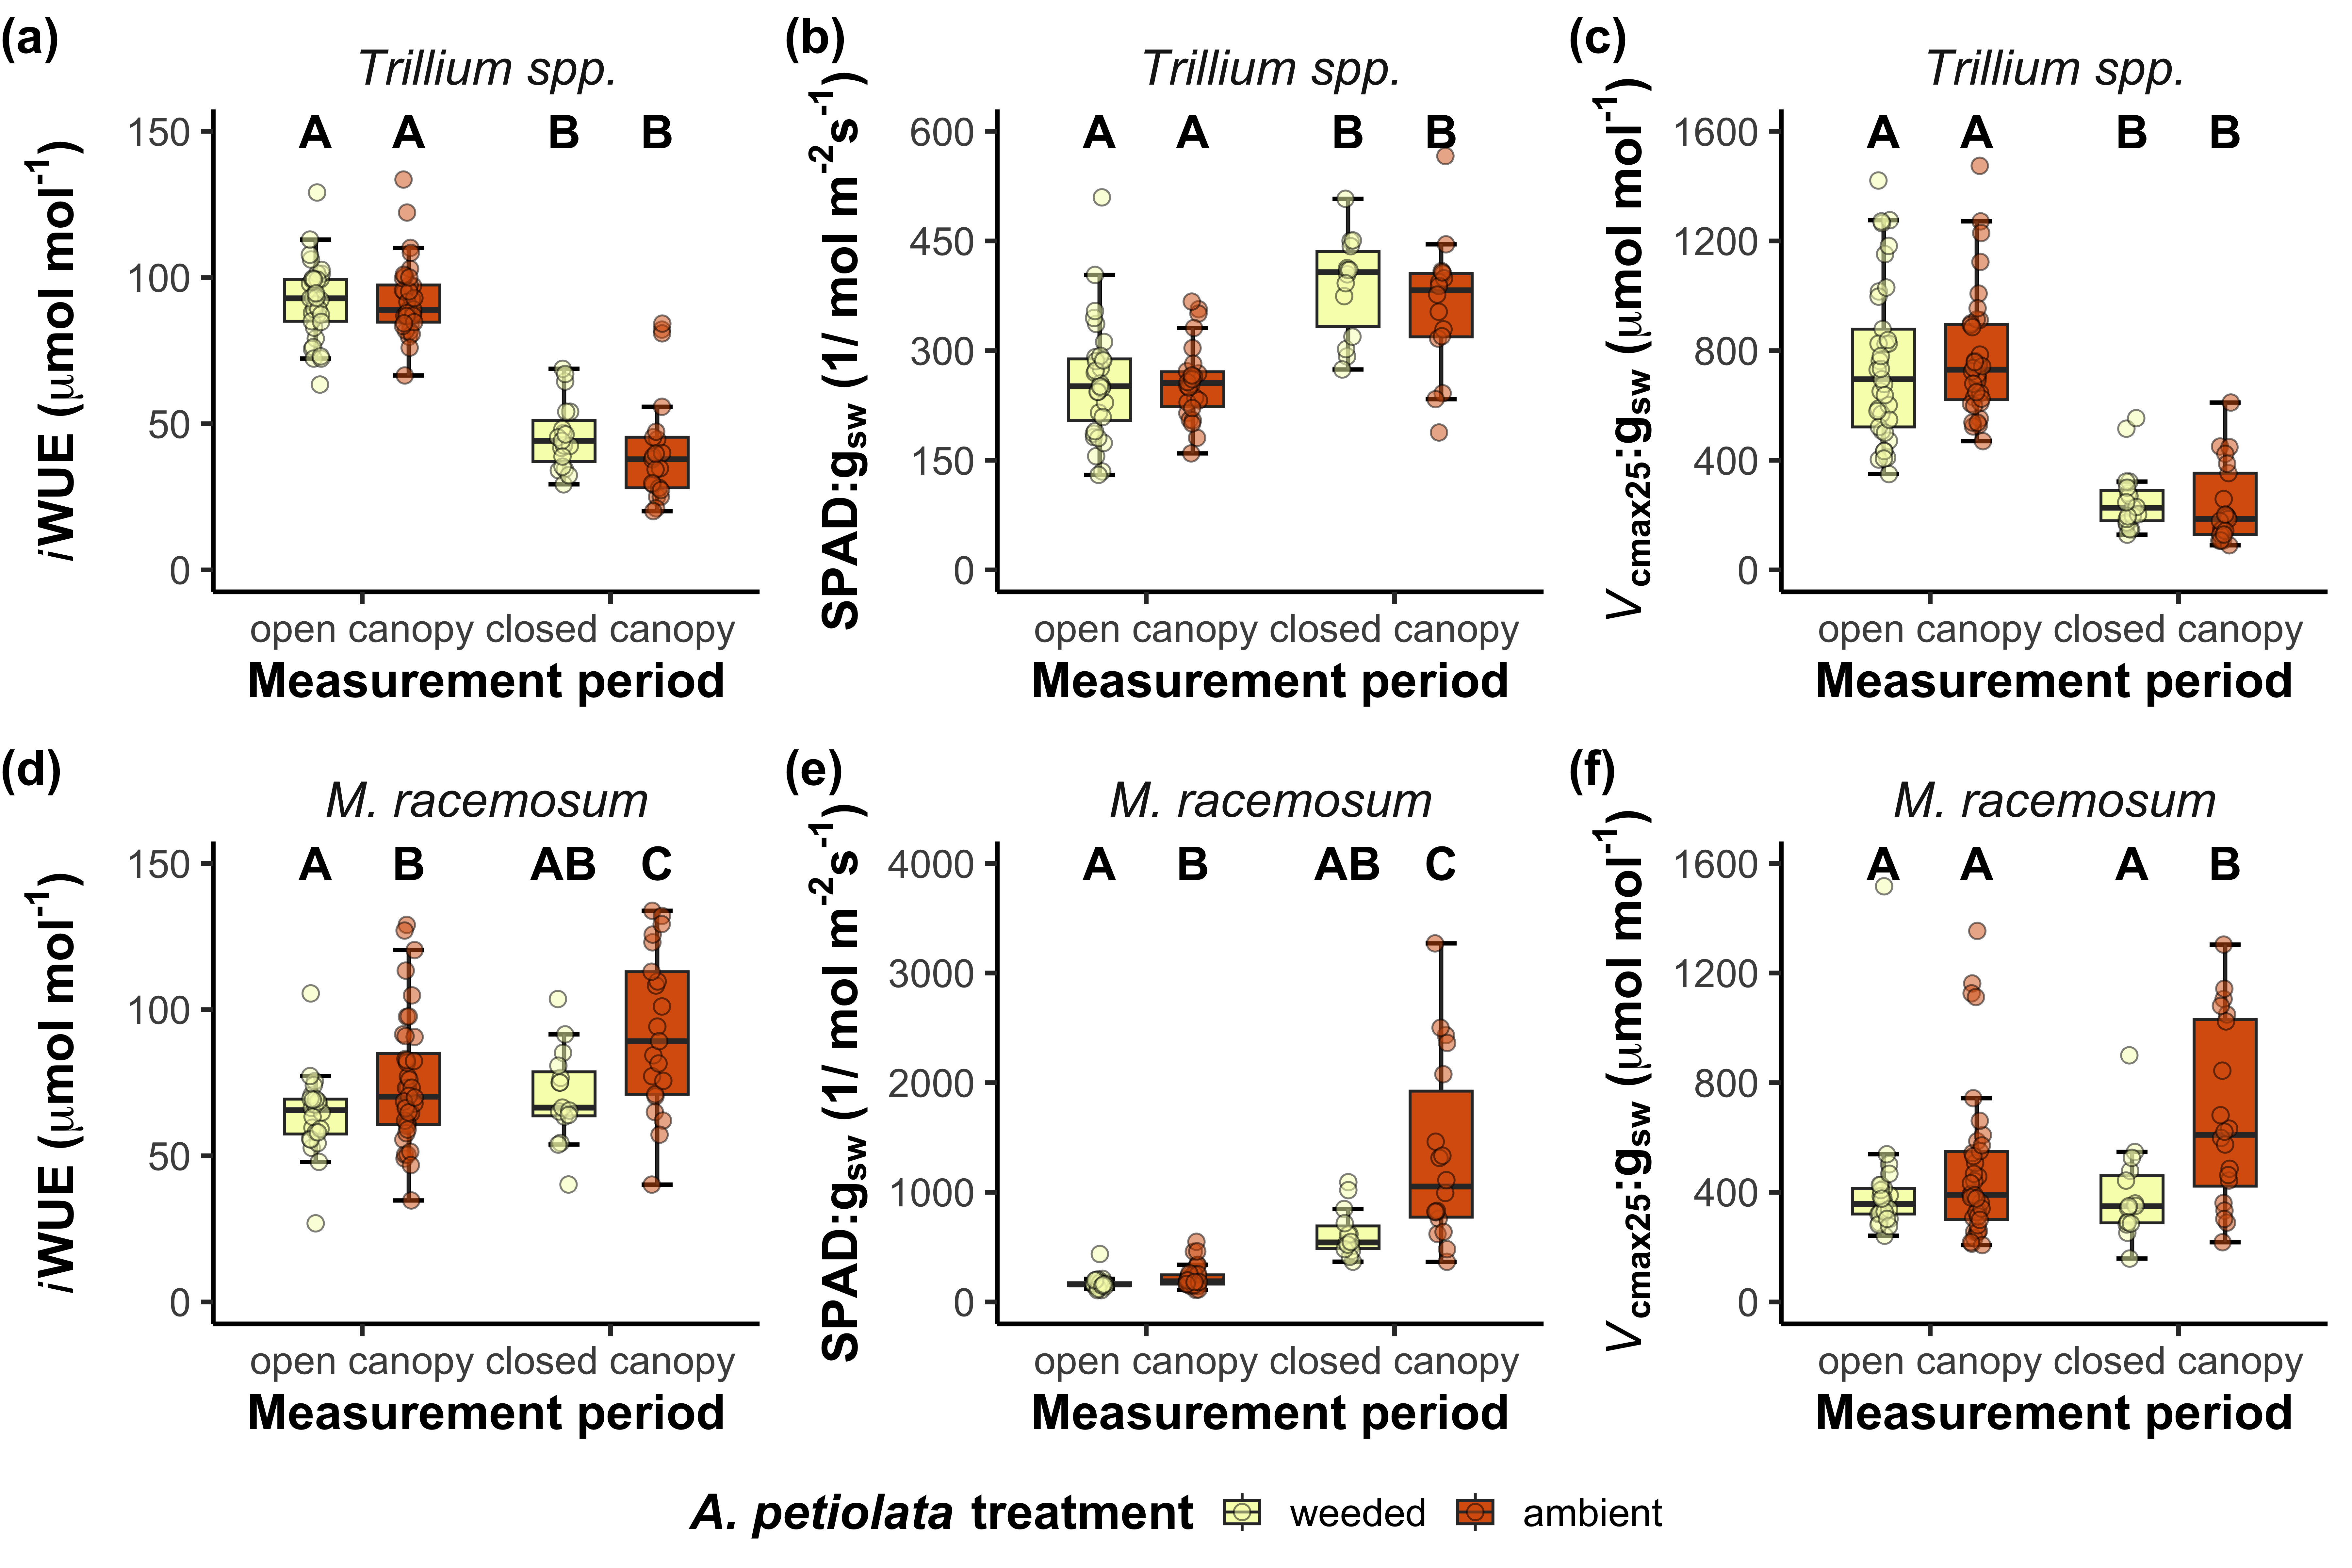 (a)
Trillium spp.
iWUE (μmol mol⁻¹)
150
100
50
0
A A B B
open canopy closed canopy
Measurement period
(b)
Trillium spp.
SPAD:gsw (1/ mol m⁻²s⁻¹)
600
450
300
150
0
A A B B
open canopy closed canopy
Measurement period
(c)
Trillium spp.
Vcmax25:gsw (μmol mol⁻¹)
1600
1200
800
400
0
A A B B
open canopy closed canopy
Measurement period
(d)
M. racemosum
iWUE (μmol mol⁻¹)
150
100
50
0
A B AB C
open canopy closed canopy
Measurement period
(e)
M. racemosum
SPAD:gsw (1/ mol m⁻²s⁻¹)
4000
3000
2000
1000
0
A B AB C
open canopy closed canopy
Measurement period
(f)
M. racemosum
Vcmax25:gsw (μmol mol⁻¹)
1600
1200
800
400
0
A A A B
open canopy closed canopy
Measurement period
A. petiolata treatment weeded ambient